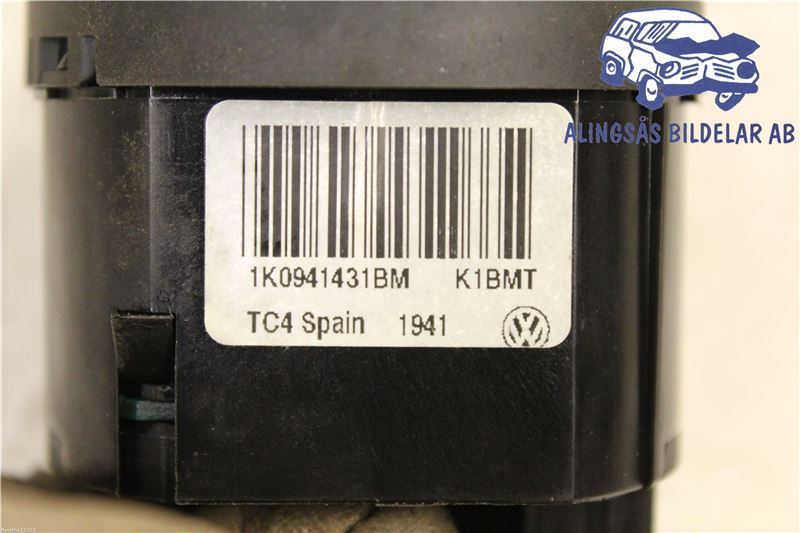 ALINGSÅS BILDELAR AB
1K0941431BM K1BMT
TC4 Spain 1941